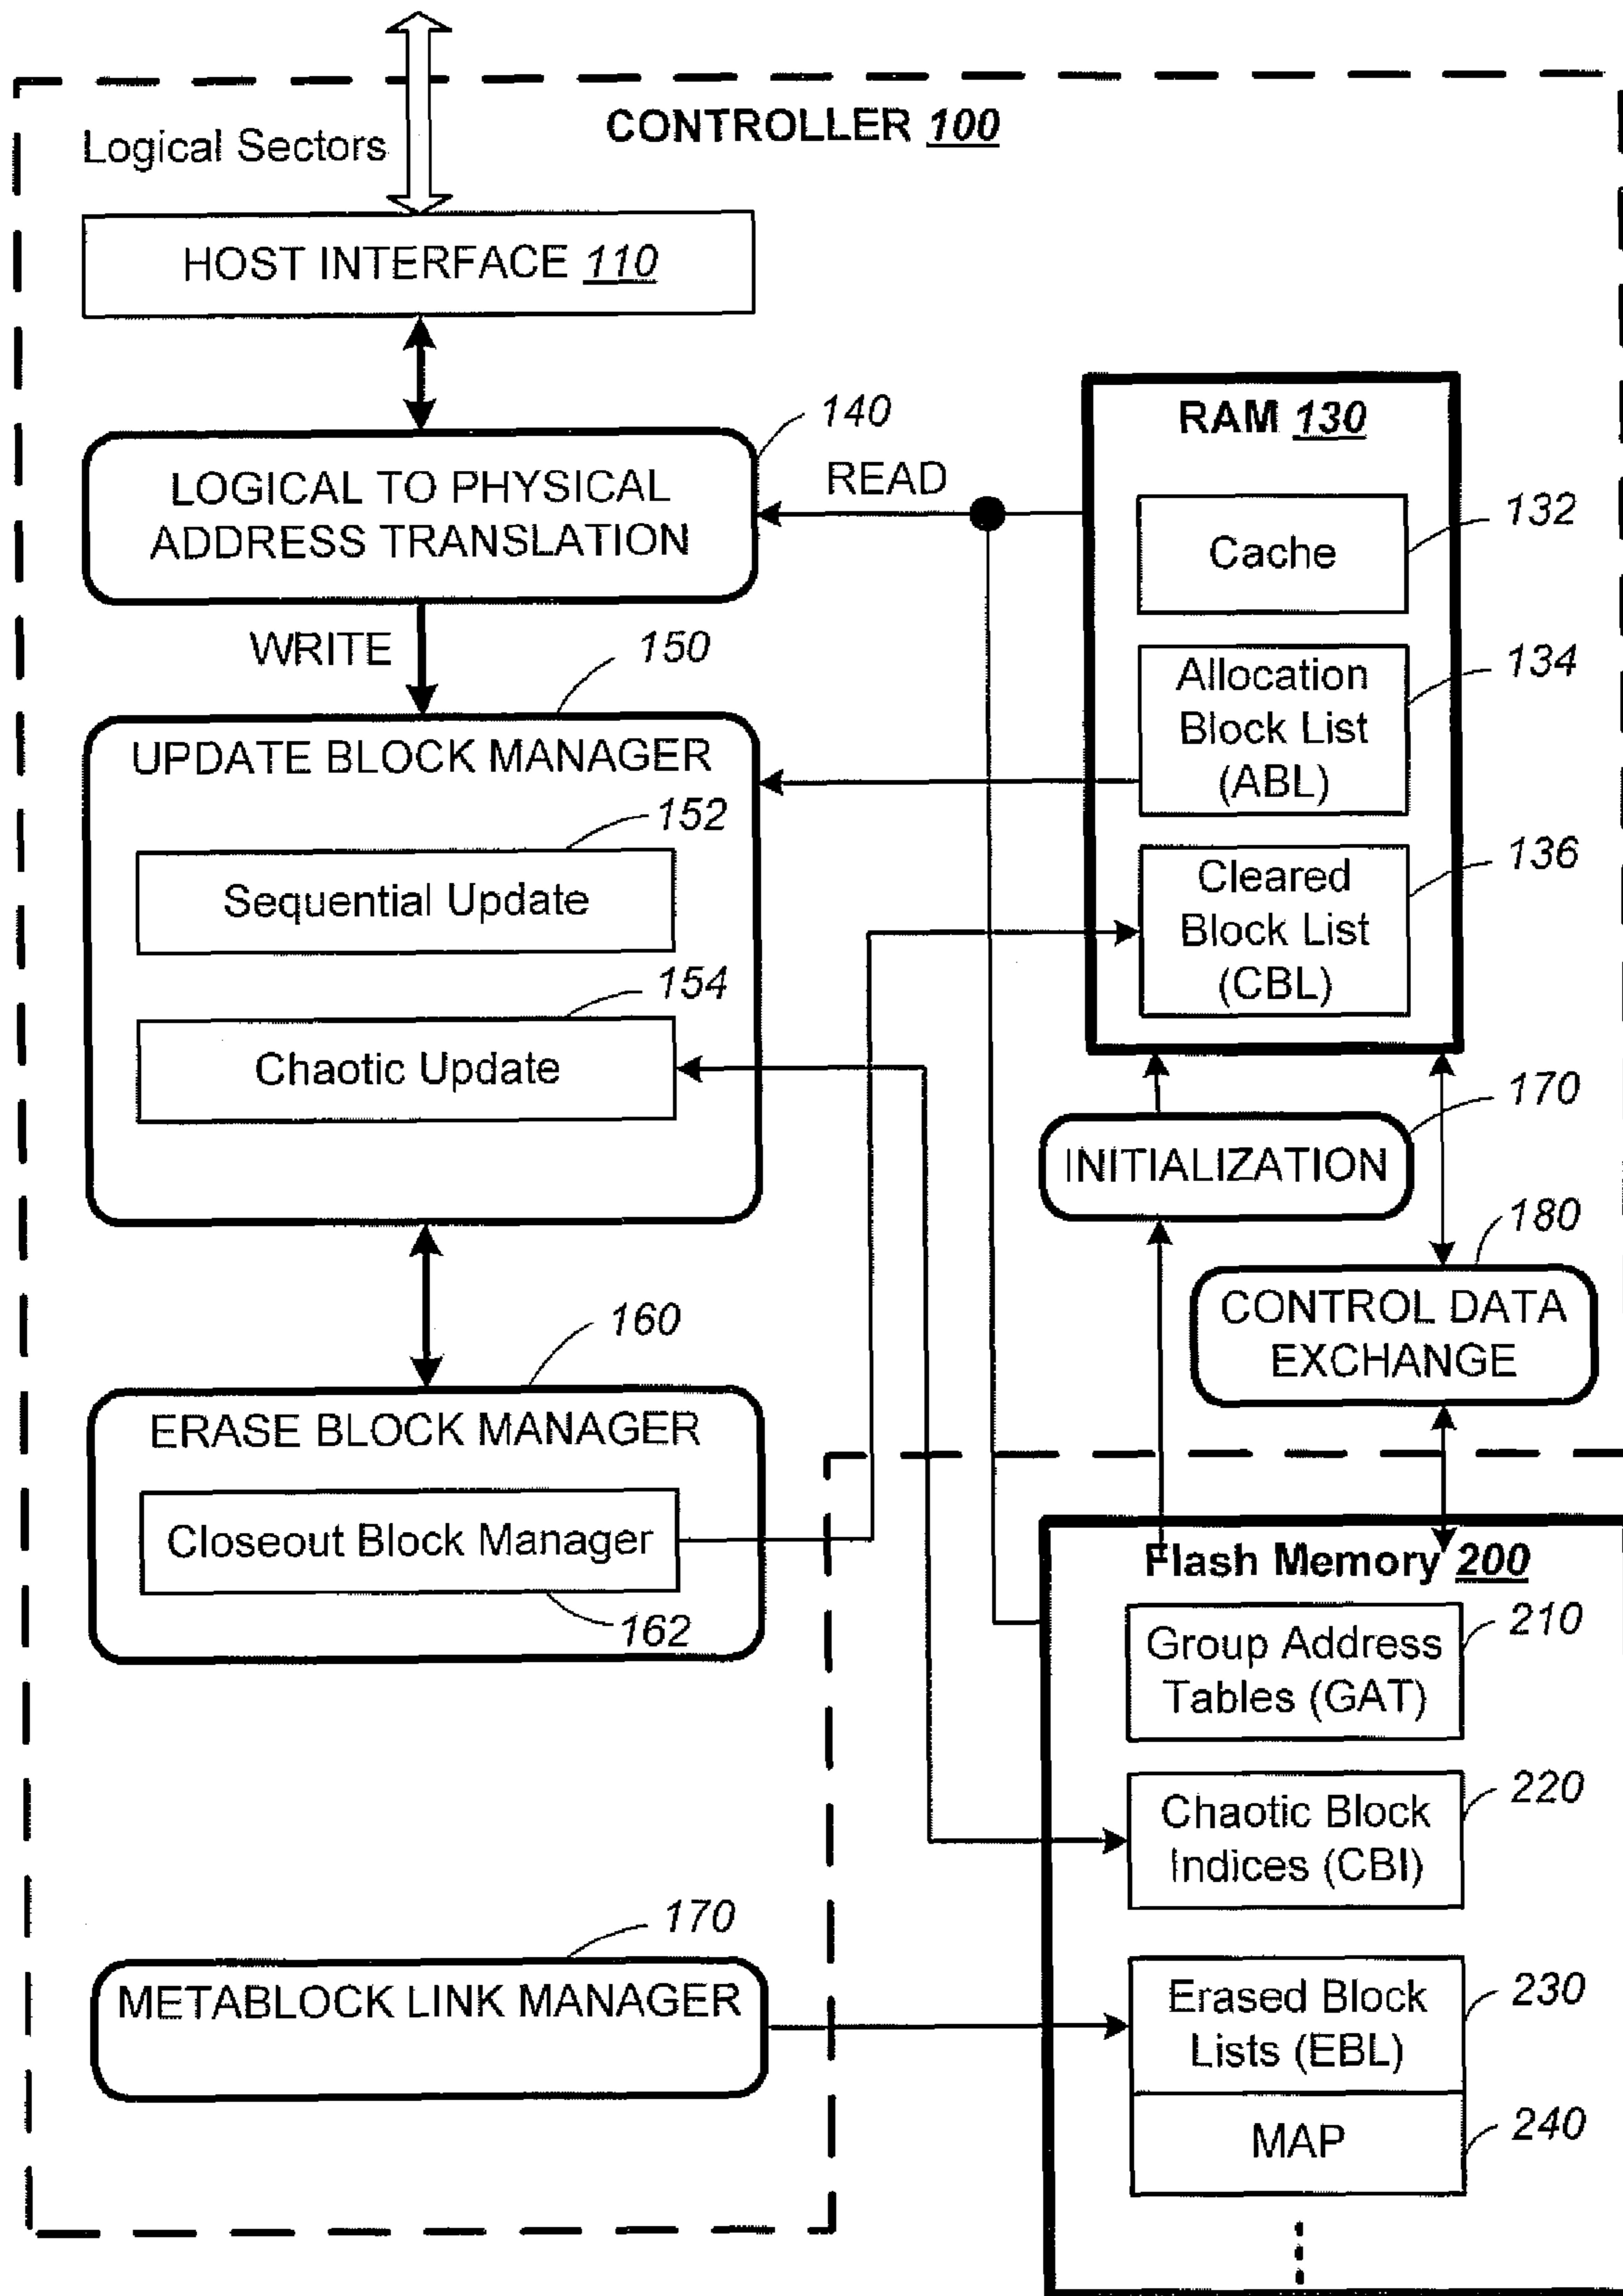 CONTROLLER 100
Logical Sectors
HOST INTERFACE 110
140
LOGICAL TO PHYSICAL
ADDRESS TRANSLATION
READ
WRITE
150
UPDATE BLOCK MANAGER
152
Sequential Update
154
Chaotic Update
160
ERASE BLOCK MANAGER
Closeout Block Manager
162
170
METABLOCK LINK MANAGER
RAM 130
132
Cache
134
Allocation
Block List
(ABL)
136
Cleared
Block List
(CBL)
170
INITIALIZATION
180
CONTROL DATA
EXCHANGE
Flash Memory 200
210
Group Address
Tables (GAT)
220
Chaotic Block
Indices (CBI)
230
Erased Block
Lists (EBL)
240
MAP